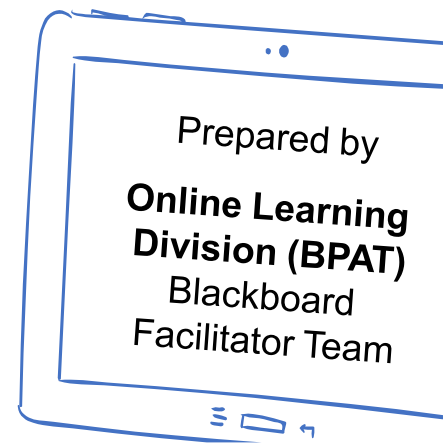 Prepared by
Online Learning
Division (BPAT)
Blackboard
Facilitator Team